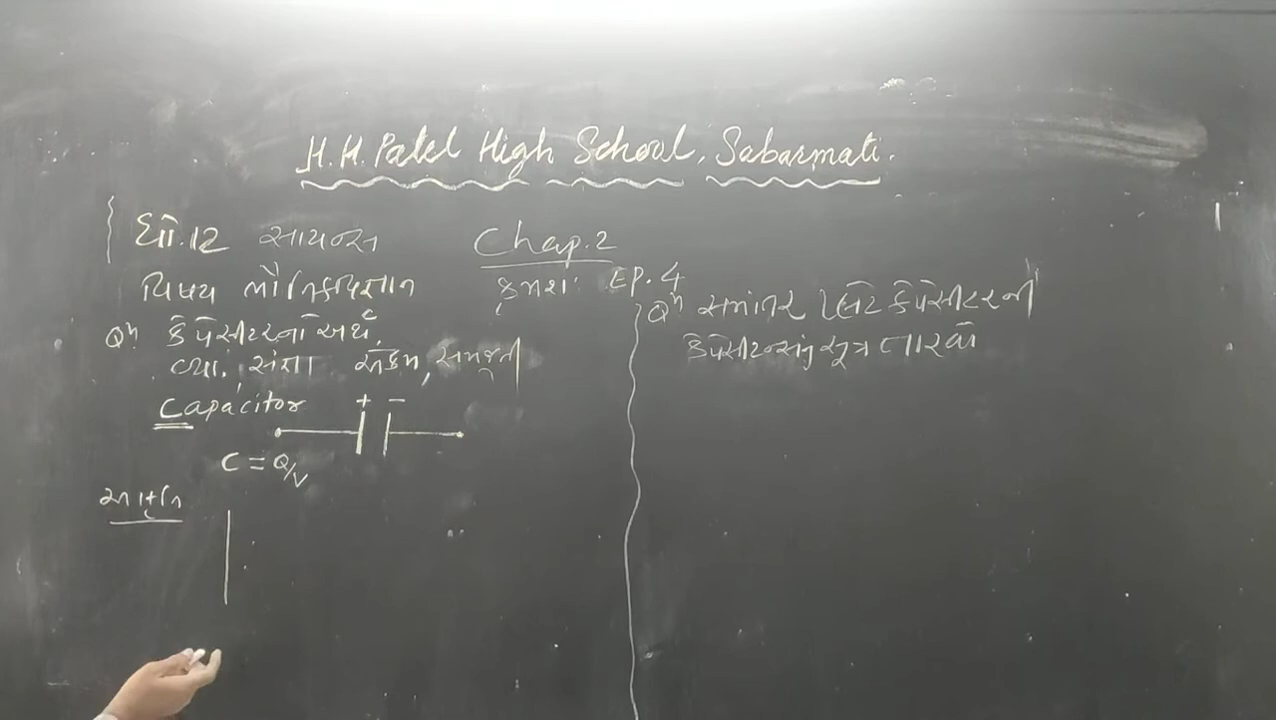 H.H. Patel High School, Sabarmati.
ધો.12 સાયન્સ
Chap.2
વિષય ભૌતિકવિજ્ઞાન
ક્રમશ: EP.4
Qⁿ કેપેસીટરનો અર્થ,
વ્યા., સંજ્ઞા એકમ, સમજૂતી
Capacitor
+ −
C = Q/V
આકૃતિ
Qⁿ સમાંતર પ્લેટ કેપેસીટરની
કેપેસીટન્સનું સૂત્ર તારવો